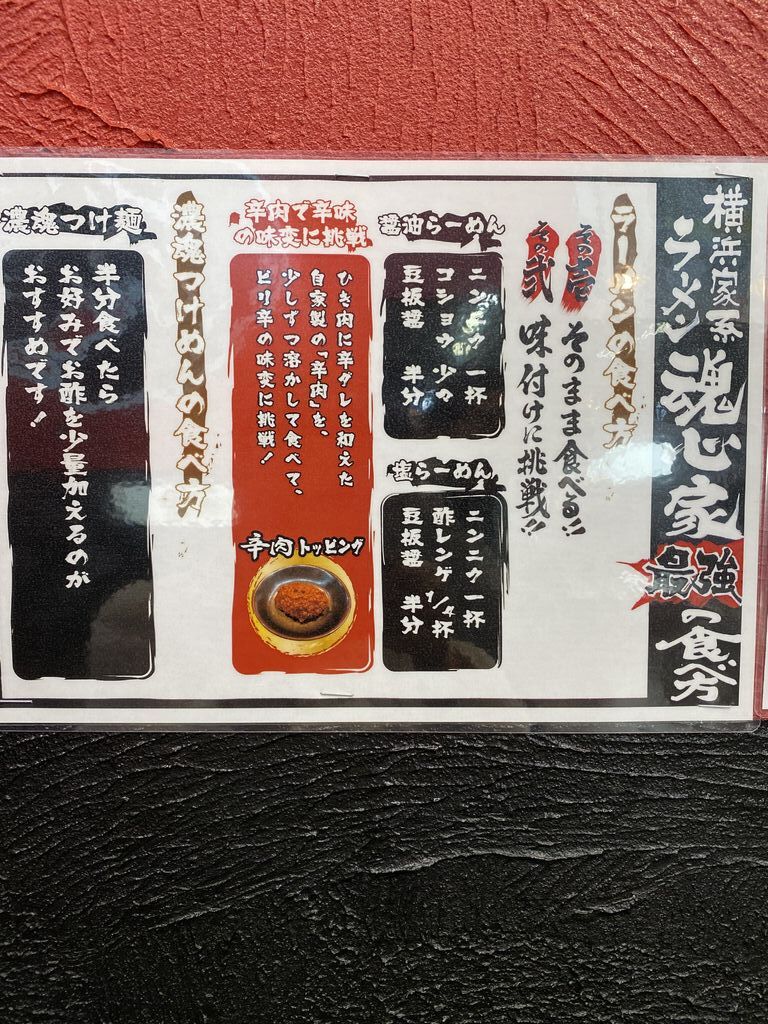 横浜家系
ラーメン魂心家
最強
の食べ方
ラーメンの食べ方
その壱
そのまま食べる!!
その弐
味付けに挑戦!!
醤油らーめん
ニンニク 一杯
コショウ 少々
豆板醤 半分
塩らーめん
ニンニク 一杯
酢レンゲ 1/4杯
豆板醤 半分
辛肉で辛味
の味変に挑戦
ひき肉に辛ダレを和えた
自家製の「辛肉」を、
少しずつ溶かして食べて、
ピリ辛の味変に挑戦!
辛肉トッピング
濃魂つけめんの食べ方
濃魂つけ麺
半分食べたら
お好みでお酢を少量加えるのが
おすすめです!